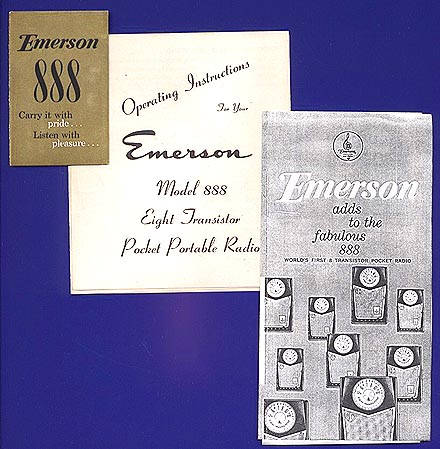 Emerson
888
Carry it with
pride...
Listen with
pleasure...
Operating Instructions
For Your
Emerson
Model 888
Eight Transistor
Pocket Portable Radio
Emerson
adds
to the
fabulous
888
WORLD'S FIRST 8 TRANSISTOR POCKET RADIO